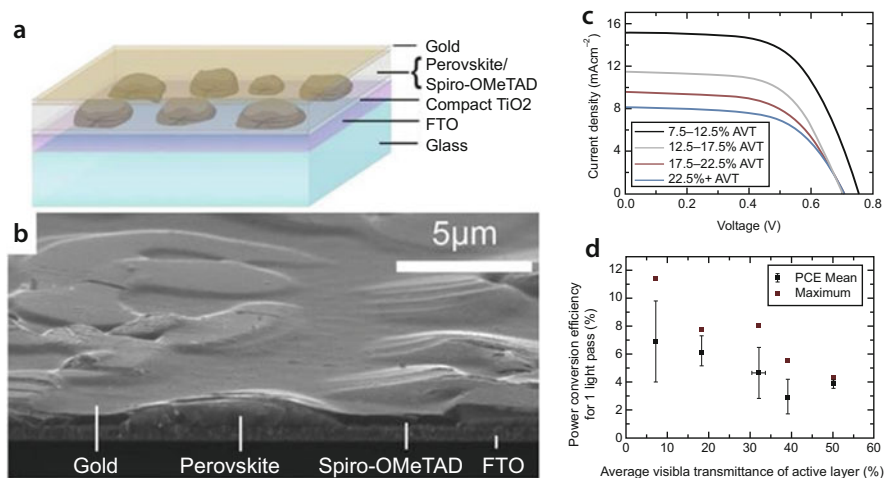 a
Gold
Perovskite/
Spiro-OMeTAD
Compact TiO2
FTO
Glass
b
5μm
Gold
Perovskite
Spiro-OMeTAD
FTO
c
Current density (mAcm⁻²)
16
12
8
4
0
7.5–12.5% AVT
12.5–17.5% AVT
17.5–22.5% AVT
22.5%+ AVT
0.0
0.2
0.4
0.6
0.8
Voltage (V)
d
Power conversion efficiency
for 1 light pass (%)
12
10
8
6
4
2
0
PCE Mean
Maximum
0
10
20
30
40
50
60
Average visibla transmittance of active layer (%)